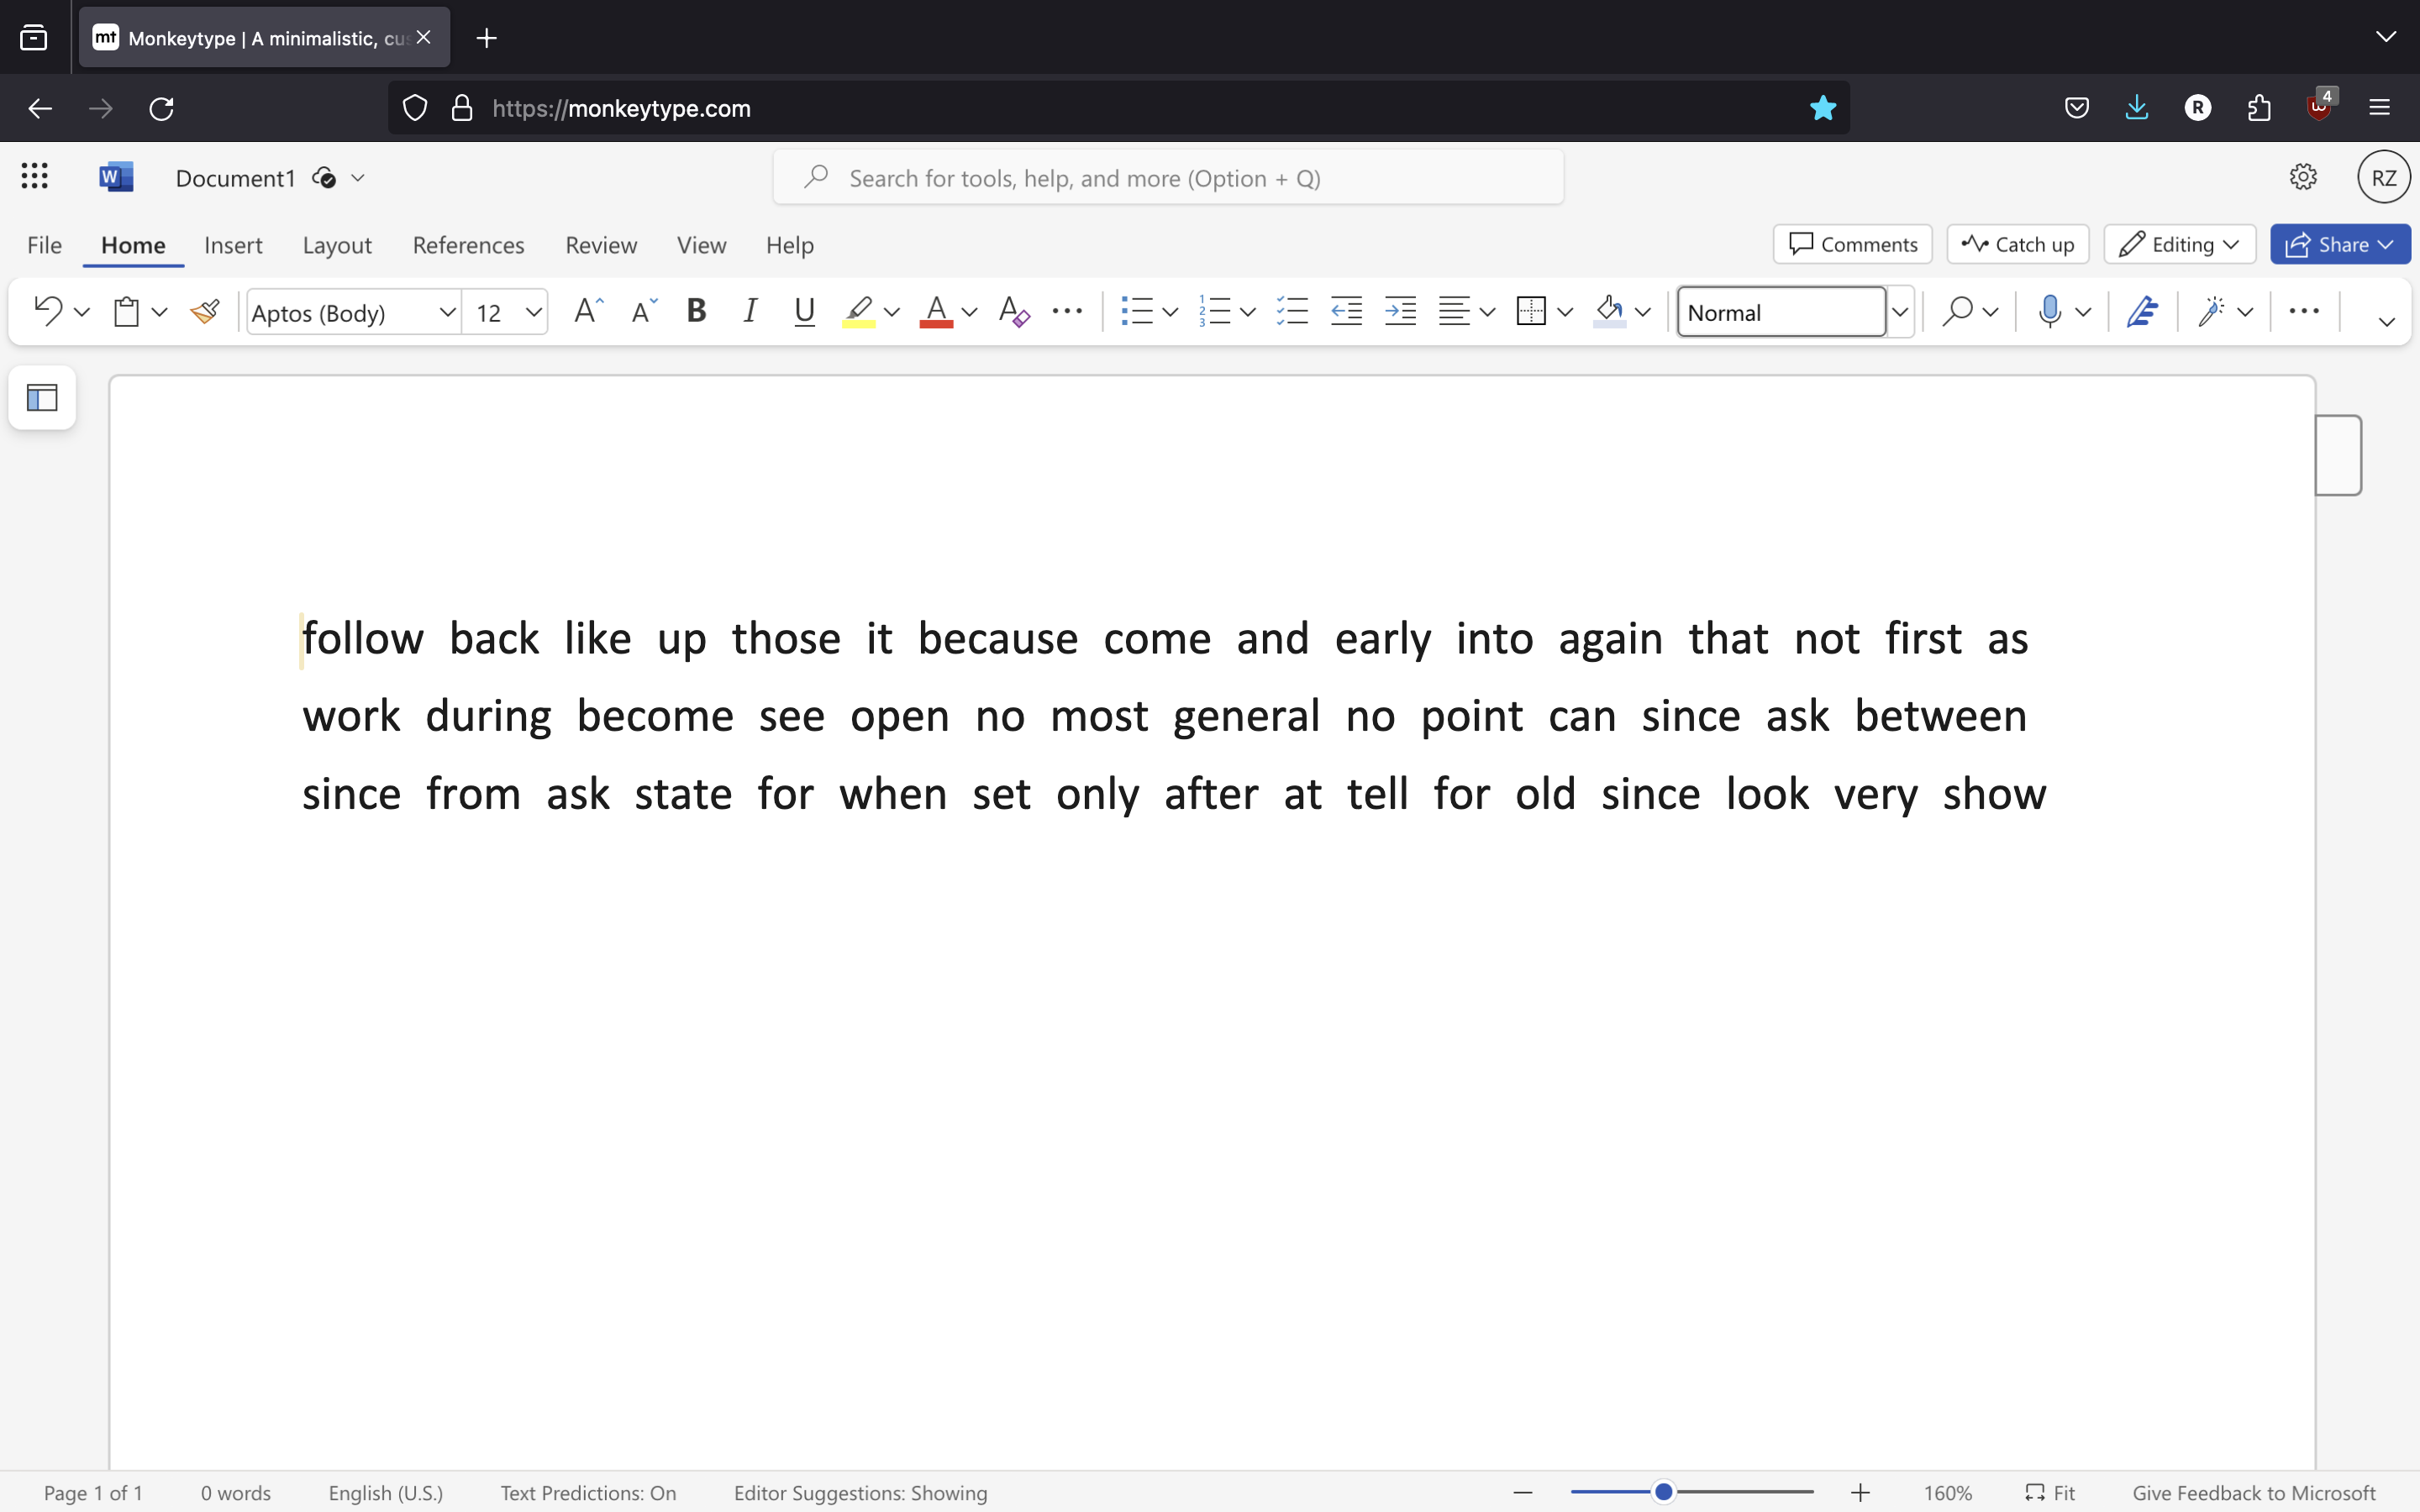 mt Monkeytype | A minimalistic, cus
https://monkeytype.com
4
R
W Document1
Search for tools, help, and more (Option + Q)
RZ
File Home Insert Layout References Review View Help
Comments Catch up Editing Share
Aptos (Body) 12 A A B I U A A Normal
follow back like up those it because come and early into again that not first as
work during become see open no most general no point can since ask between
since from ask state for when set only after at tell for old since look very show
Page 1 of 1 0 words English (U.S.) Text Predictions: On Editor Suggestions: Showing 160% Fit Give Feedback to Microsoft